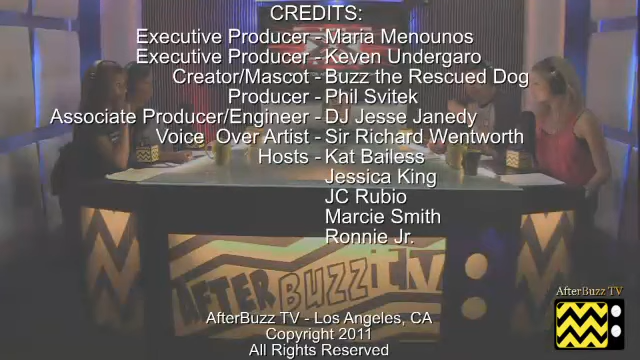 CREDITS:
Executive Producer - Maria Menounos
Executive Producer - Keven Undergaro
Creator/Mascot - Buzz the Rescued Dog
Producer - Phil Svitek
Associate Producer/Engineer - DJ Jesse Janedy
Voice Over Artist - Sir Richard Wentworth
Hosts - Kat Bailess
Jessica King
JC Rubio
Marcie Smith
Ronnie Jr.
AFTERBUZZ tv
AfterBuzz TV
AfterBuzz TV - Los Angeles, CA
Copyright 2011
All Rights Reserved